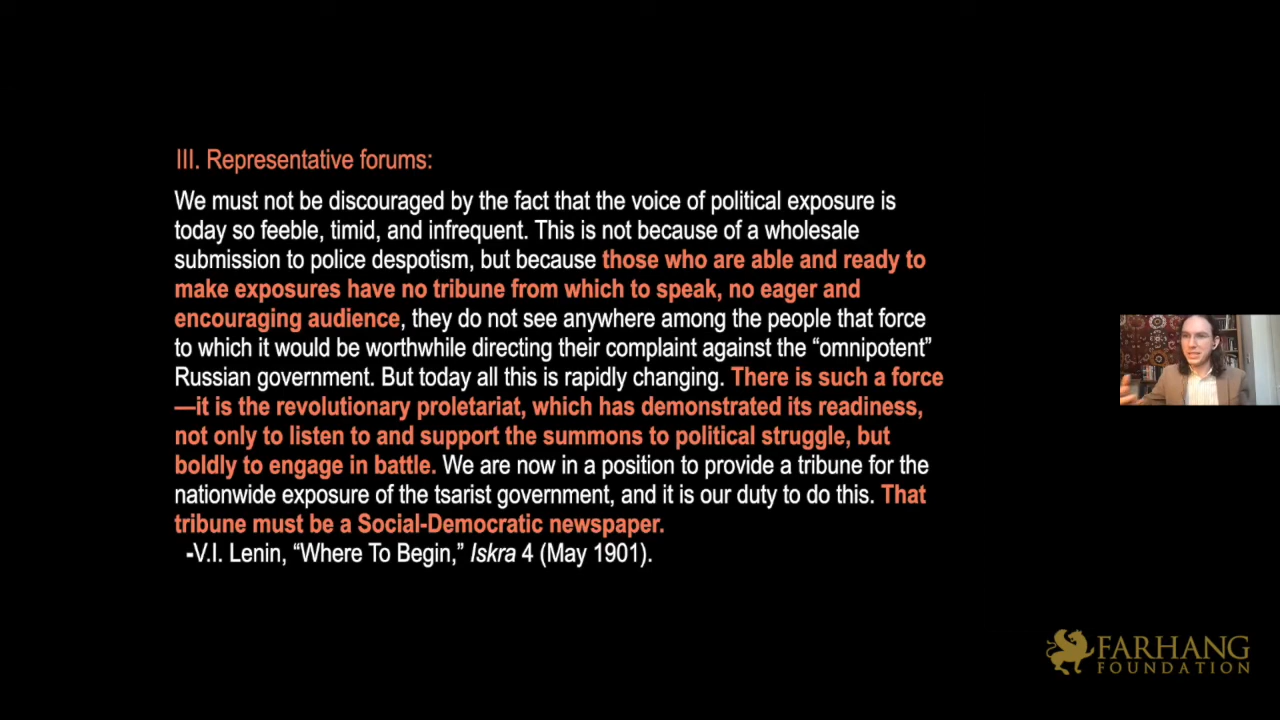 III. Representative forums:
We must not be discouraged by the fact that the voice of political exposure is
today so feeble, timid, and infrequent. This is not because of a wholesale
submission to police despotism, but because those who are able and ready to
make exposures have no tribune from which to speak, no eager and
encouraging audience, they do not see anywhere among the people that force
to which it would be worthwhile directing their complaint against the “omnipotent”
Russian government. But today all this is rapidly changing. There is such a force
—it is the revolutionary proletariat, which has demonstrated its readiness,
not only to listen to and support the summons to political struggle, but
boldly to engage in battle. We are now in a position to provide a tribune for the
nationwide exposure of the tsarist government, and it is our duty to do this. That
tribune must be a Social-Democratic newspaper.
-V.I. Lenin, “Where To Begin,” Iskra 4 (May 1901).
FARHANG
FOUNDATION